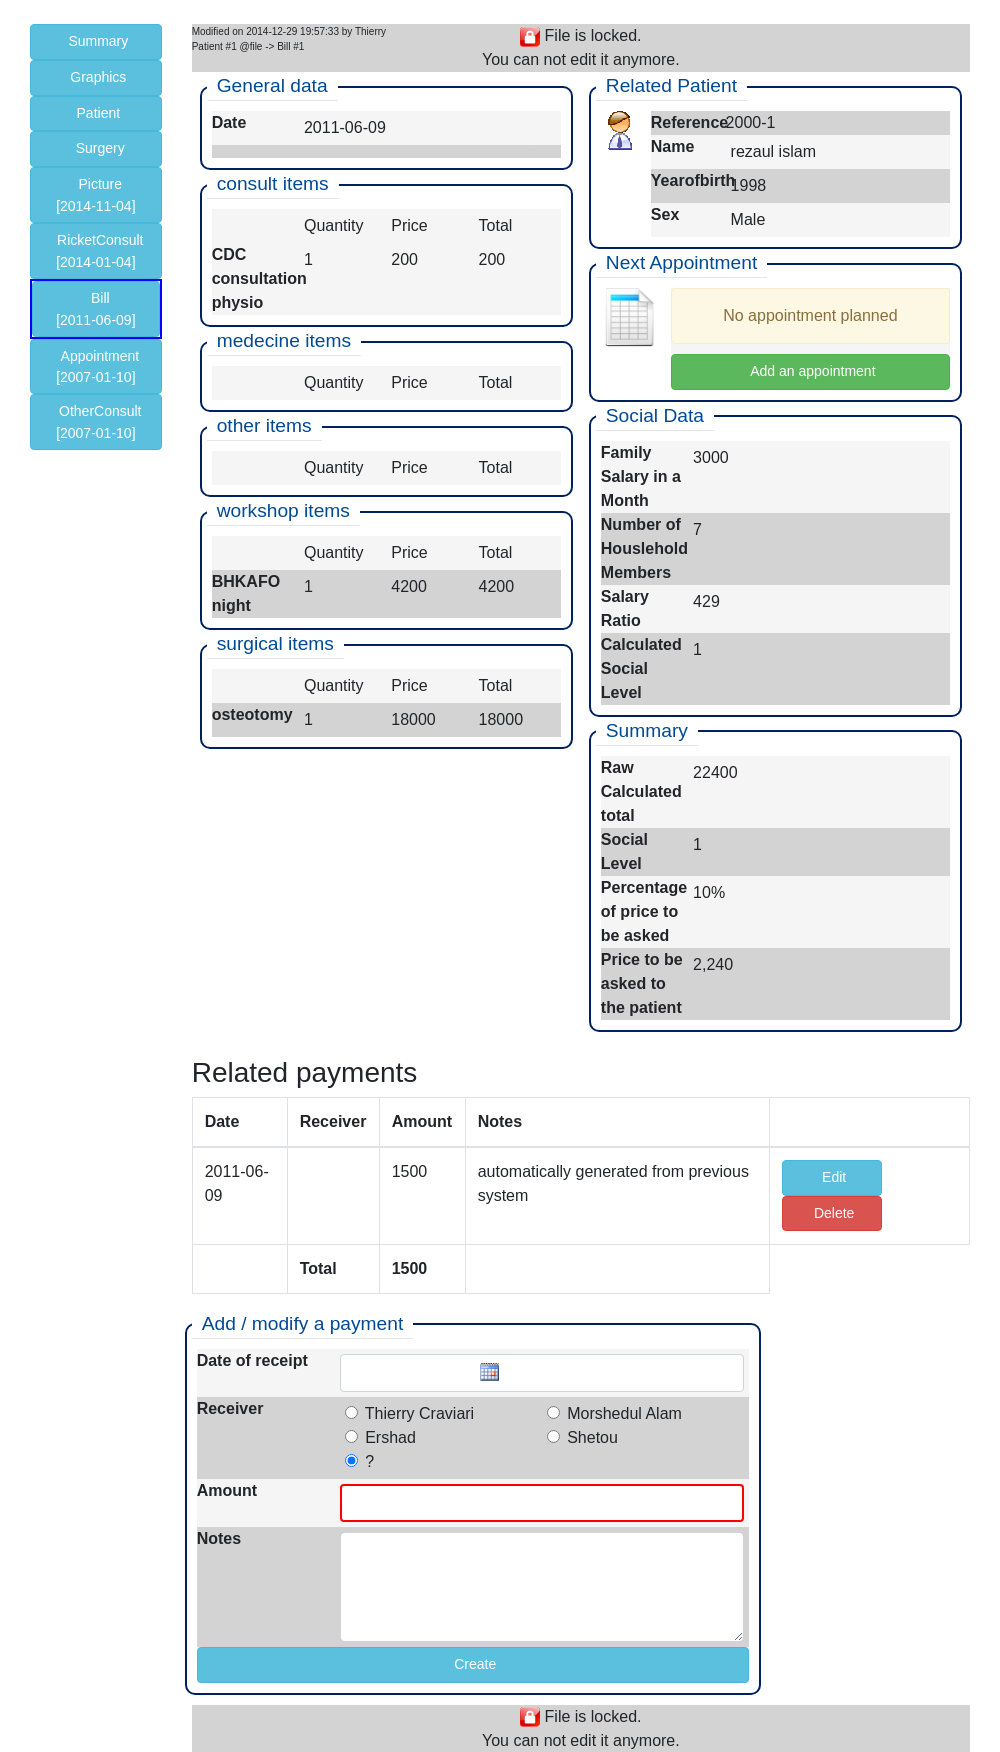 Summary
Graphics
Patient
Surgery
Picture
[2014-11-04]
RicketConsult
[2014-01-04]
Bill
[2011-06-09]
Appointment
[2007-01-10]
OtherConsult
[2007-01-10]
Modified on 2014-12-29 19:57:33 by Thierry
Patient #1 @file -> Bill #1
File is locked.
You can not edit it anymore.
General data
Date 2011-06-09
consult items
Quantity Price Total
CDC consultation physio 1 200 200
medecine items
Quantity Price Total
other items
Quantity Price Total
workshop items
Quantity Price Total
BHKAFO night 1 4200 4200
surgical items
Quantity Price Total
osteotomy 1 18000 18000
Related Patient
Reference 2000-1
Name rezaul islam
Yearofbirth 1998
Sex Male
Next Appointment
No appointment planned
Add an appointment
Social Data
Family Salary in a Month 3000
Number of Houslehold Members 7
Salary Ratio 429
Calculated Social Level 1
Summary
Raw Calculated total 22400
Social Level 1
Percentage of price to be asked 10%
Price to be asked to the patient 2,240
Related payments
Date Receiver Amount Notes
2011-06-09 1500 automatically generated from previous system Edit
Delete
Total 1500
Add / modify a payment
Date of receipt
Receiver Thierry Craviari Morshedul Alam
Ershad Shetou
?
Amount
Notes
Create
File is locked.
You can not edit it anymore.